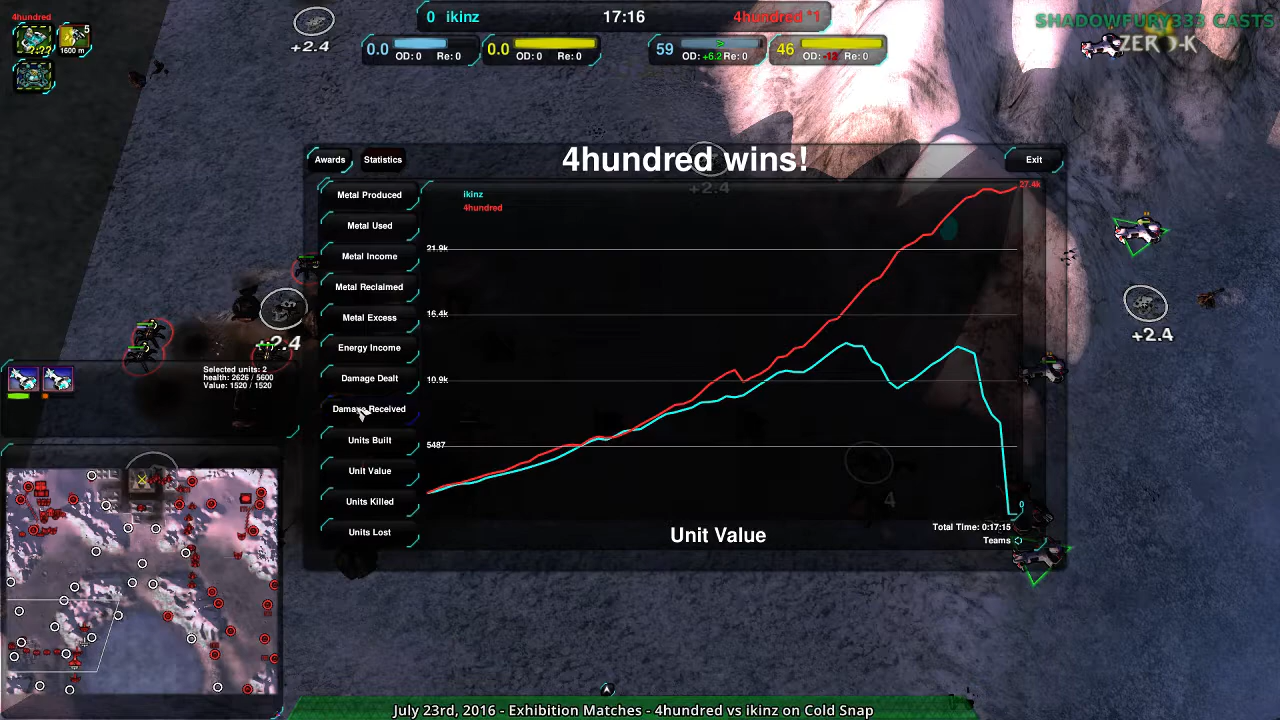 4hundred
5
1600 m
+2.4
0 ikinz 17:16 4hundred *1
0.0 OD: 0 Re: 0
0.0 OD: 0 Re: 0
59 OD: +6.2 Re: 0
46 OD: -12 Re: 0
SHADOWFURY333 CASTS
ZERO-K
Awards
Statistics
4hundred wins!
Exit
+2.4
Metal Produced
Metal Used
Metal Income
Metal Reclaimed
Metal Excess
Energy Income
Damage Dealt
Damage Received
Units Built
Unit Value
Units Killed
Units Lost
ikinz
4hundred
27.4k
21.9k
16.4k
10.9k
5487
0
4
Unit Value
Total Time: 0:17:15
Teams
+2.4
+2.4
Selected units: 2
health: 2626 / 5600
Value: 1520 / 1520
July 23rd, 2016 - Exhibition Matches - 4hundred vs ikinz on Cold Snap